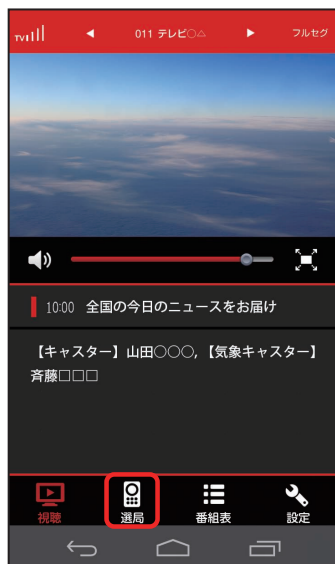 TV
011 テレビ○△
フルセグ
10:00 全国の今日のニュースをお届け
【キャスター】山田○○○, 【気象キャスター】
斉藤□□□
視聴
選局
番組表
設定